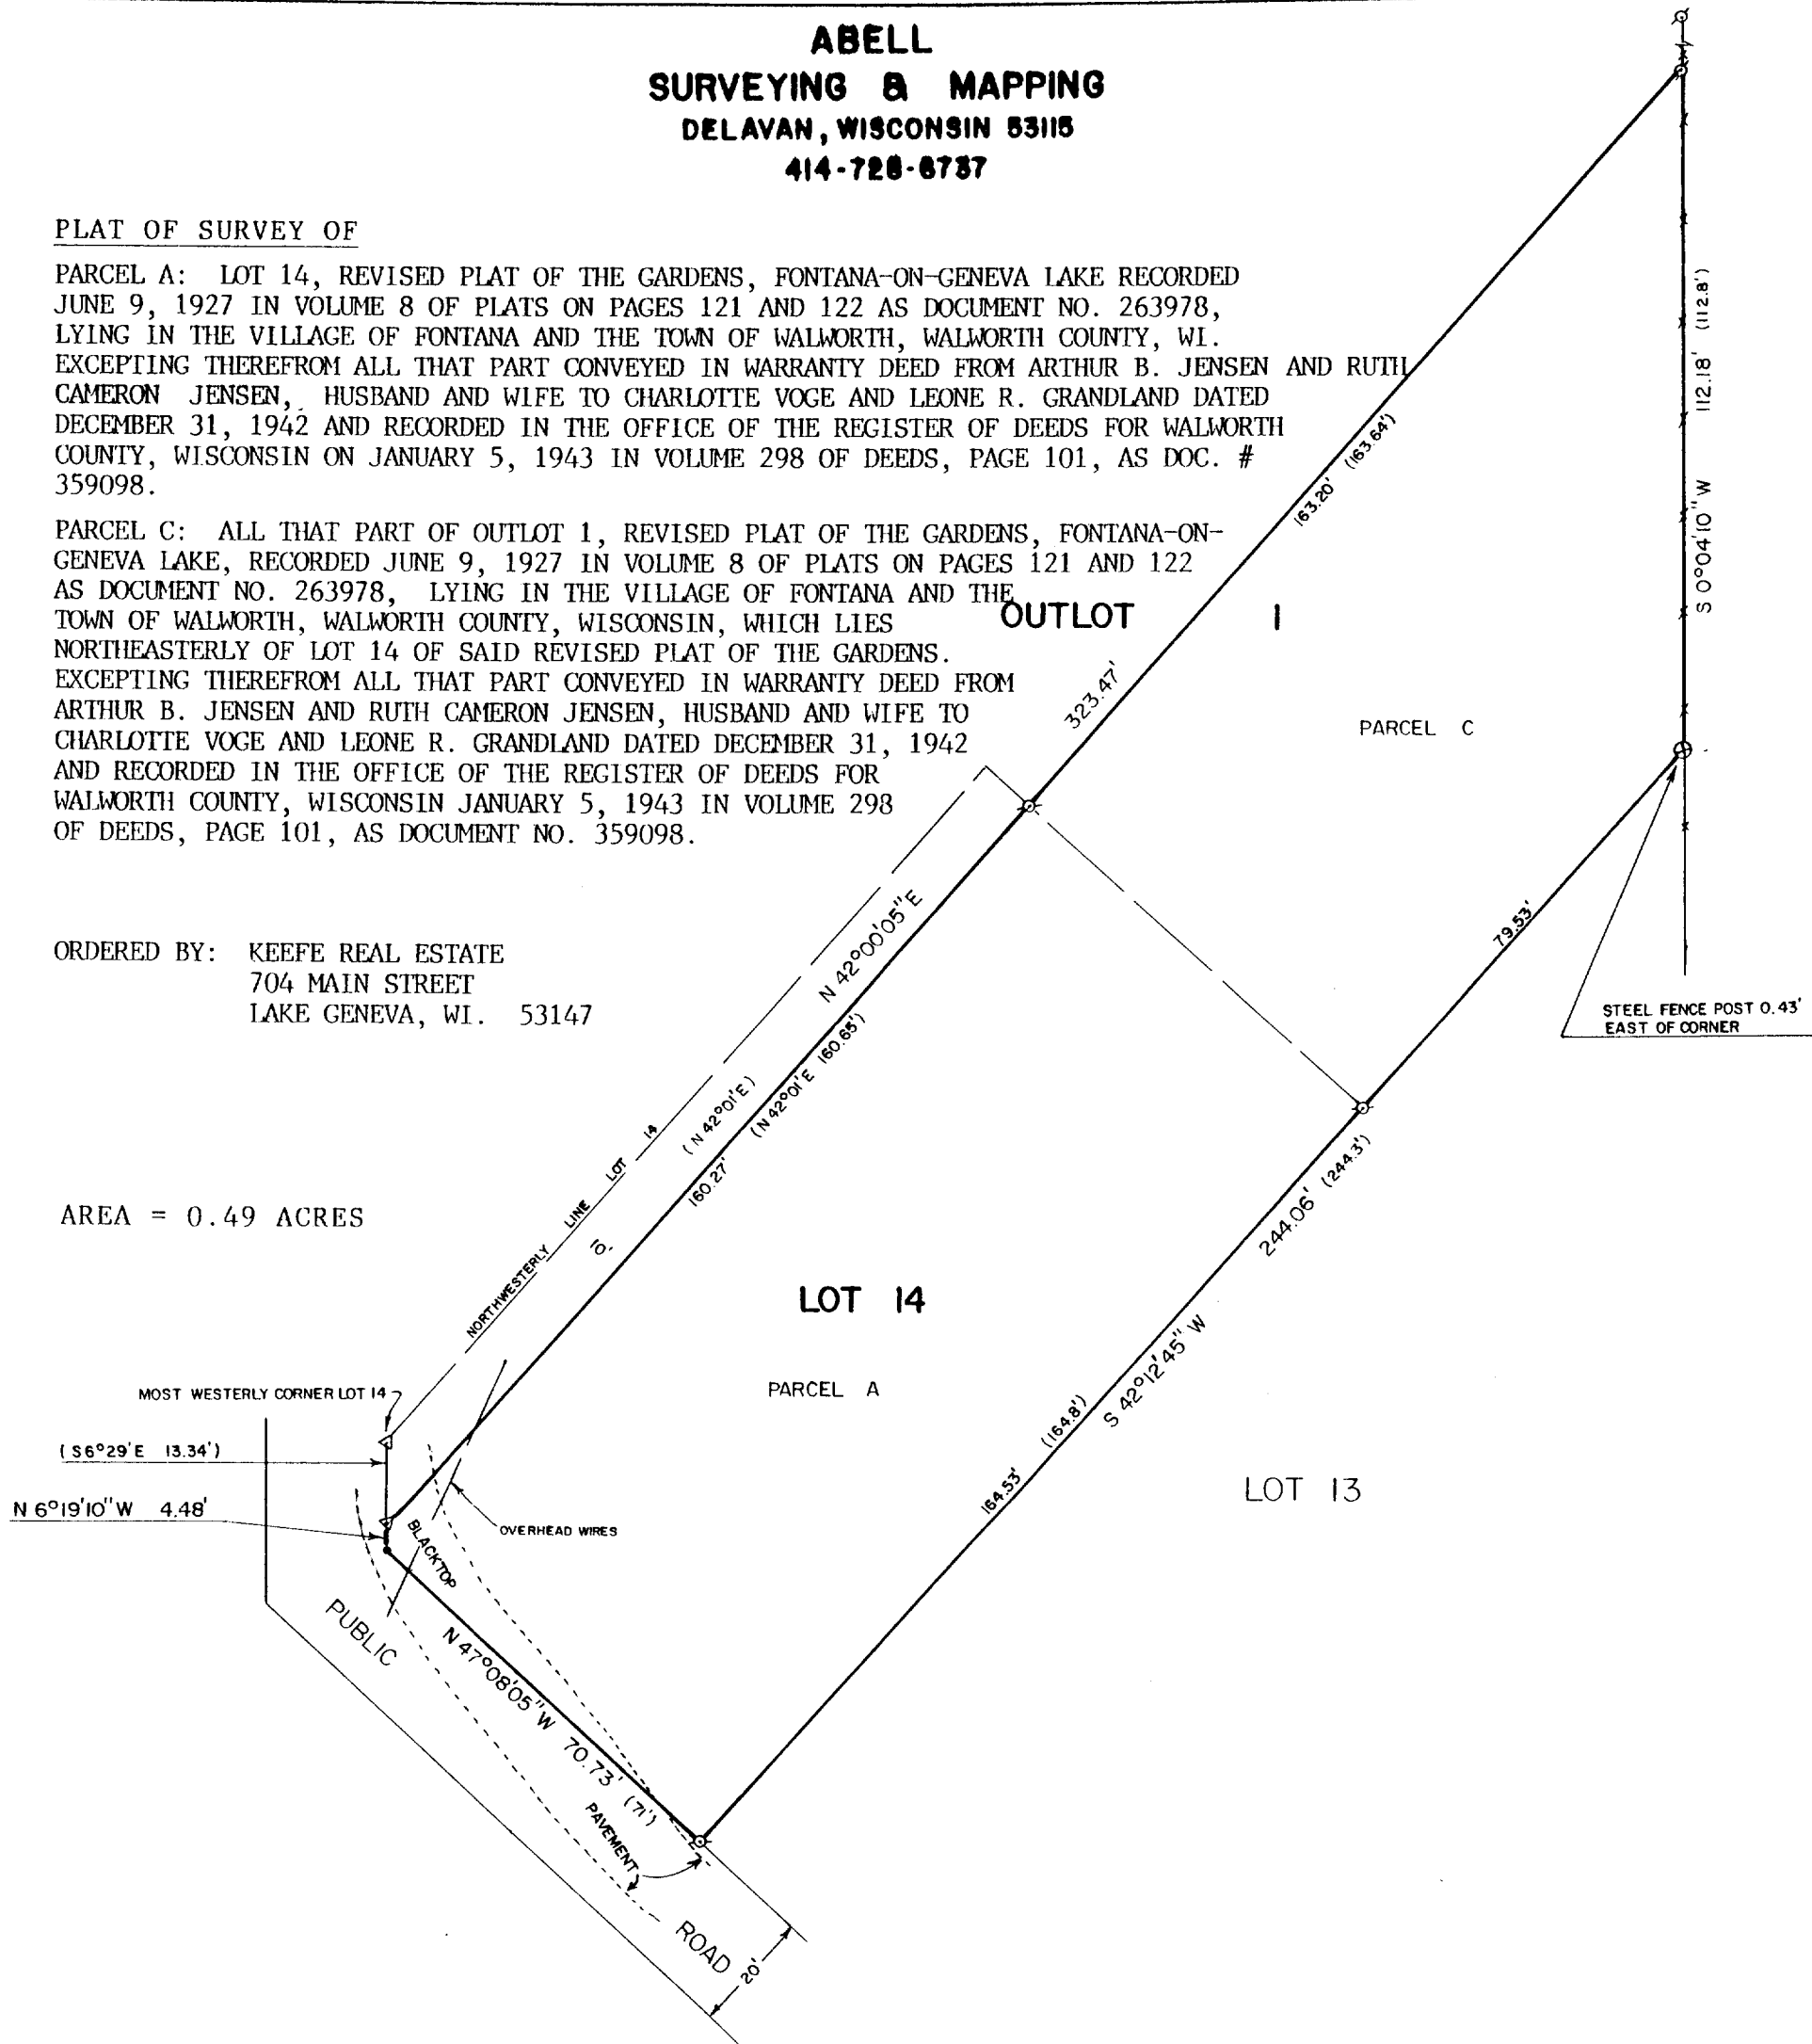 ABELL
SURVEYING & MAPPING
DELAVAN, WISCONSIN 53115
414-728-6737
PLAT OF SURVEY OF
PARCEL A: LOT 14, REVISED PLAT OF THE GARDENS, FONTANA-ON-GENEVA LAKE RECORDED
JUNE 9, 1927 IN VOLUME 8 OF PLATS ON PAGES 121 AND 122 AS DOCUMENT NO. 263978,
LYING IN THE VILLAGE OF FONTANA AND THE TOWN OF WALWORTH, WALWORTH COUNTY, WI.
EXCEPTING THEREFROM ALL THAT PART CONVEYED IN WARRANTY DEED FROM ARTHUR B. JENSEN AND RUTH
CAMERON JENSEN, HUSBAND AND WIFE TO CHARLOTTE VOGE AND LEONE R. GRANDLAND DATED
DECEMBER 31, 1942 AND RECORDED IN THE OFFICE OF THE REGISTER OF DEEDS FOR WALWORTH
COUNTY, WISCONSIN ON JANUARY 5, 1943 IN VOLUME 298 OF DEEDS, PAGE 101, AS DOC. #
359098.
PARCEL C: ALL THAT PART OF OUTLOT 1, REVISED PLAT OF THE GARDENS, FONTANA-ON-
GENEVA LAKE, RECORDED JUNE 9, 1927 IN VOLUME 8 OF PLATS ON PAGES 121 AND 122
AS DOCUMENT NO. 263978, LYING IN THE VILLAGE OF FONTANA AND THE
TOWN OF WALWORTH, WALWORTH COUNTY, WISCONSIN, WHICH LIES
NORTHEASTERLY OF LOT 14 OF SAID REVISED PLAT OF THE GARDENS.
EXCEPTING THEREFROM ALL THAT PART CONVEYED IN WARRANTY DEED FROM
ARTHUR B. JENSEN AND RUTH CAMERON JENSEN, HUSBAND AND WIFE TO
CHARLOTTE VOGE AND LEONE R. GRANDLAND DATED DECEMBER 31, 1942
AND RECORDED IN THE OFFICE OF THE REGISTER OF DEEDS FOR
WALWORTH COUNTY, WISCONSIN JANUARY 5, 1943 IN VOLUME 298
OF DEEDS, PAGE 101, AS DOCUMENT NO. 359098.
ORDERED BY: KEEFE REAL ESTATE
704 MAIN STREET
LAKE GENEVA, WI. 53147
AREA = 0.49 ACRES
OUTLOT 1
PARCEL C
163.20' (163.64')
323.47'
S 0°04'10" W 112.18' (112.8')
79.53'
STEEL FENCE POST 0.43'
EAST OF CORNER
N 42°00'05" E
(N 42°01'E)
(N 42°01'E 160.65')
160.27'
NORTHWESTERLY LINE LOT 14
10'
LOT 14
PARCEL A
244.06' (244.3')
S 42°12'45" W
(164.8')
164.53'
LOT 13
MOST WESTERLY CORNER LOT 14
(S6°29'E 13.34')
N 6°19'10" W 4.48'
OVERHEAD WIRES
BLACKTOP
PUBLIC
N 47°08'05" W 70.73' (71')
PAVEMENT
ROAD
20'